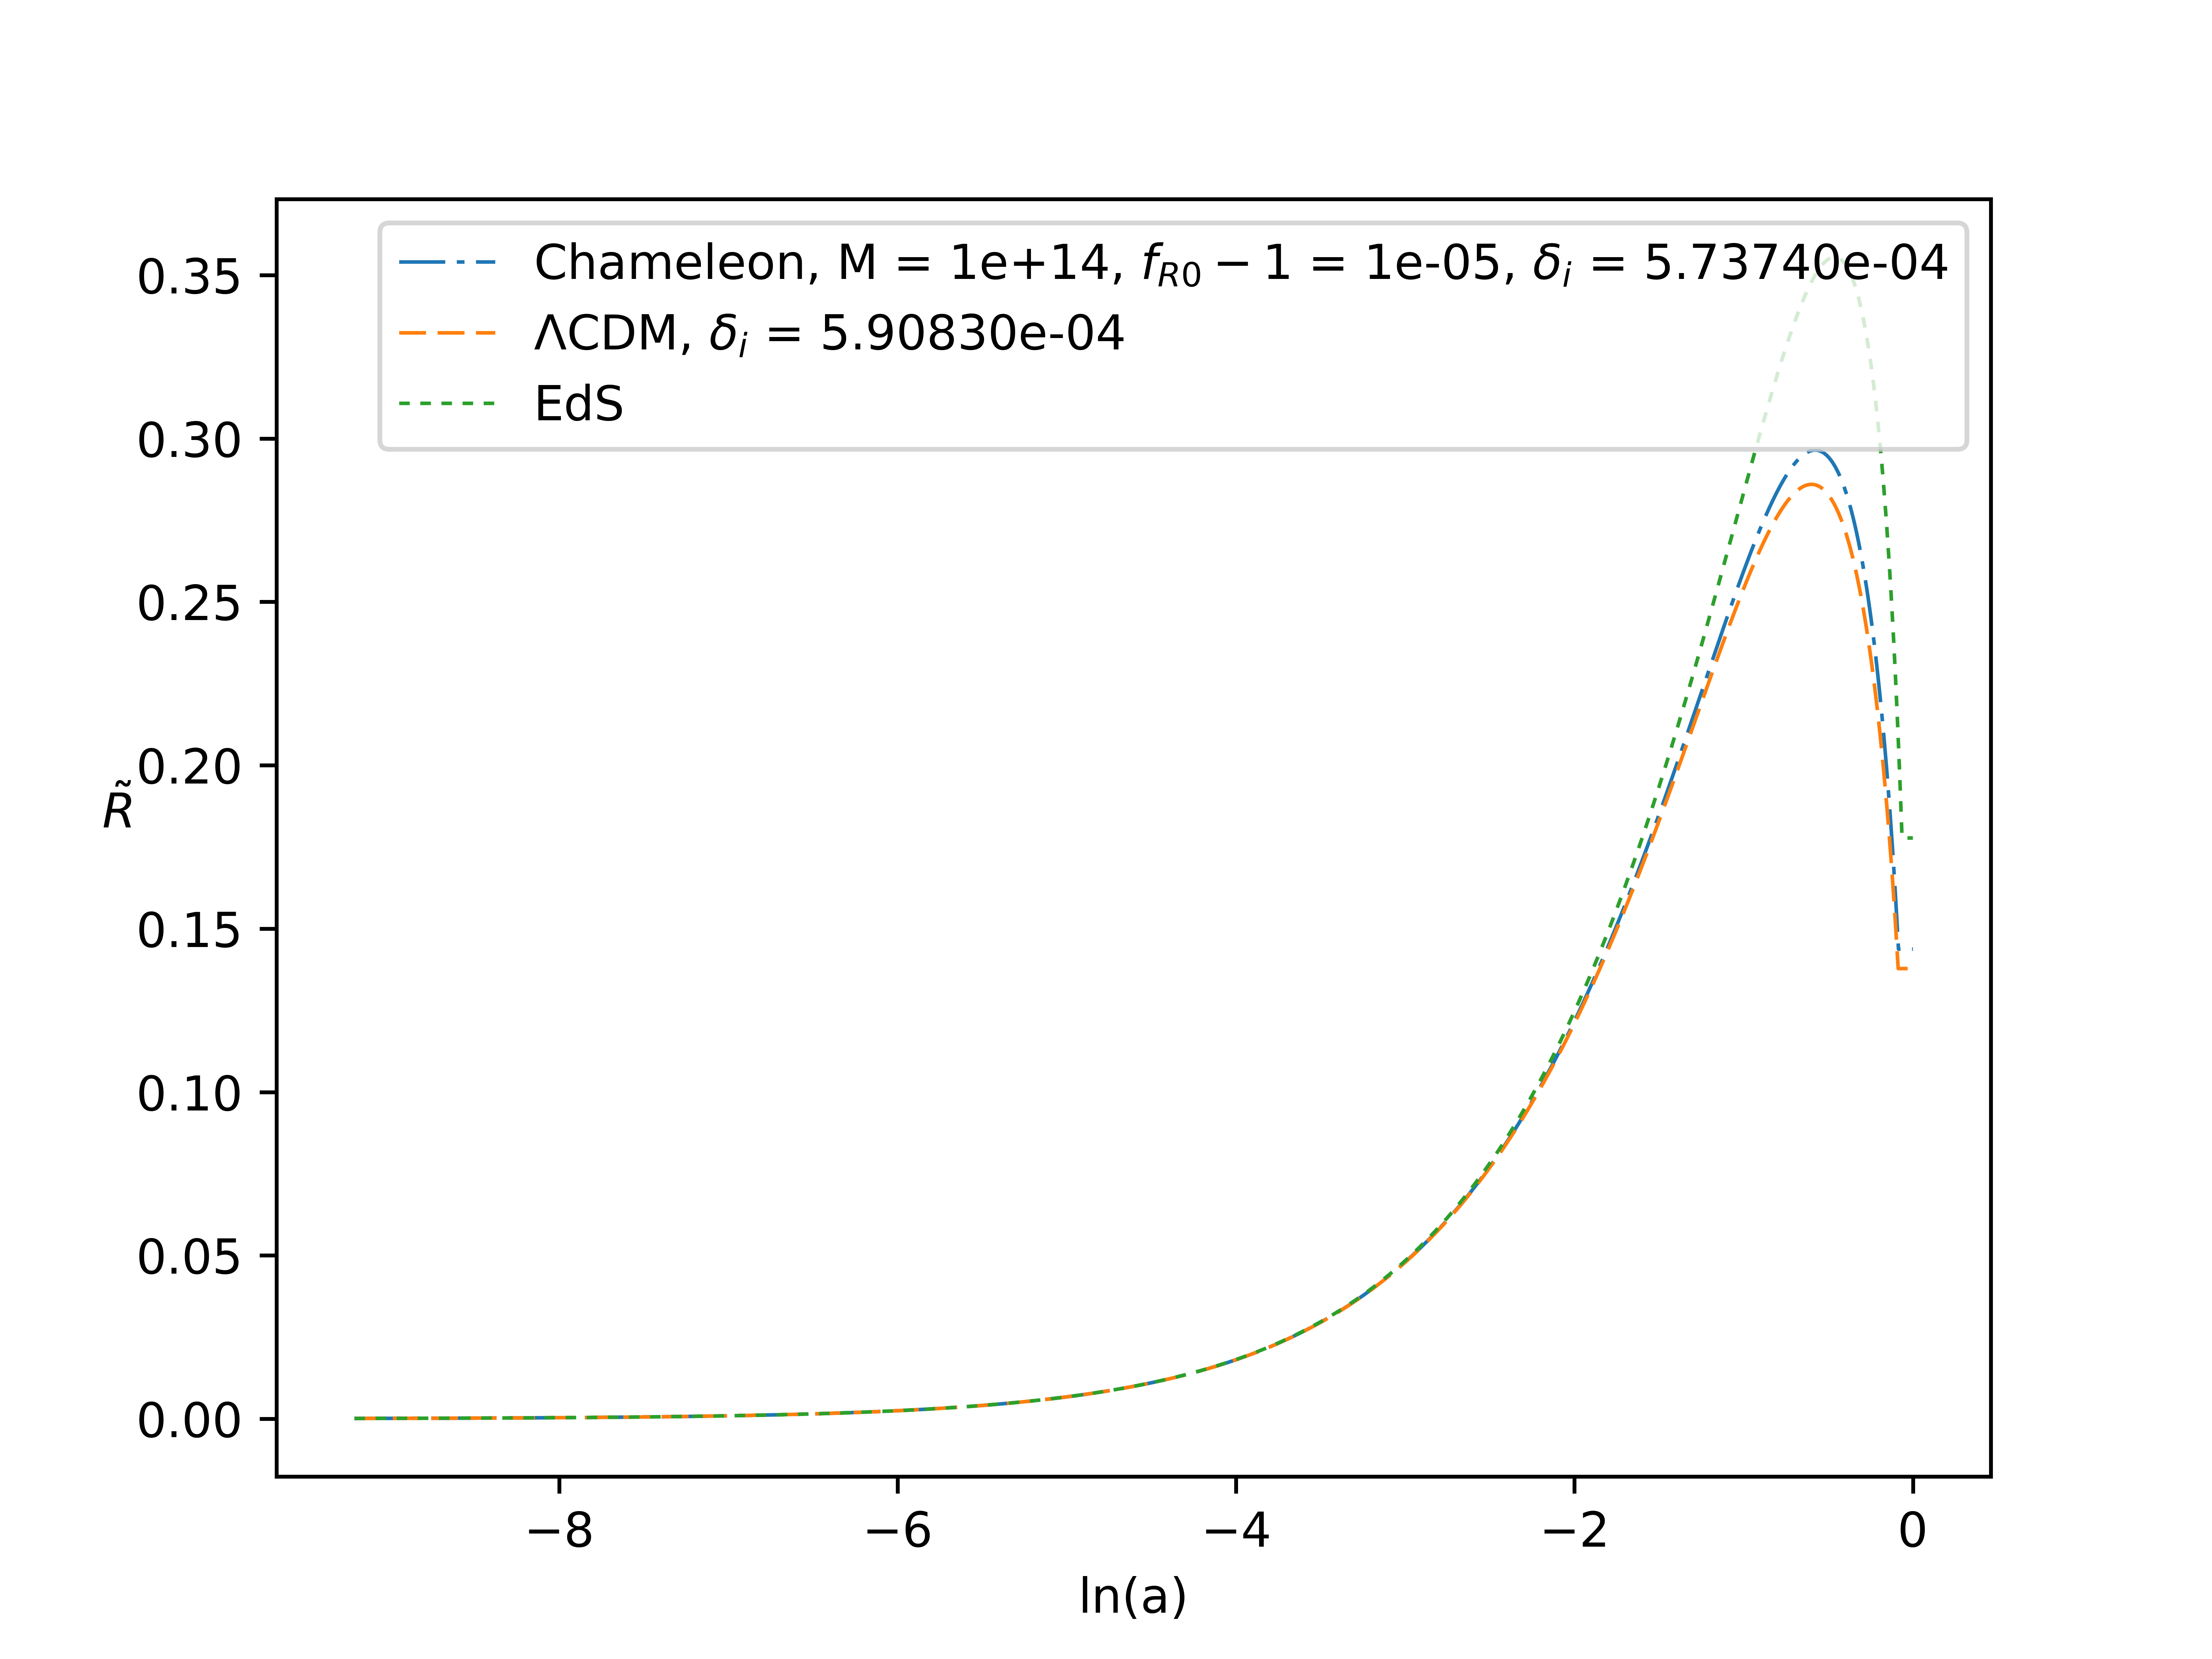 Chameleon, M = 1e+14, f_{R0} − 1 = 1e-05, δ_i = 5.73740e-04
ΛCDM, δ_i = 5.90830e-04
EdS
0.35
0.30
0.25
0.20
R̃
0.15
0.10
0.05
0.00
−8 −6 −4 −2 0
ln(a)